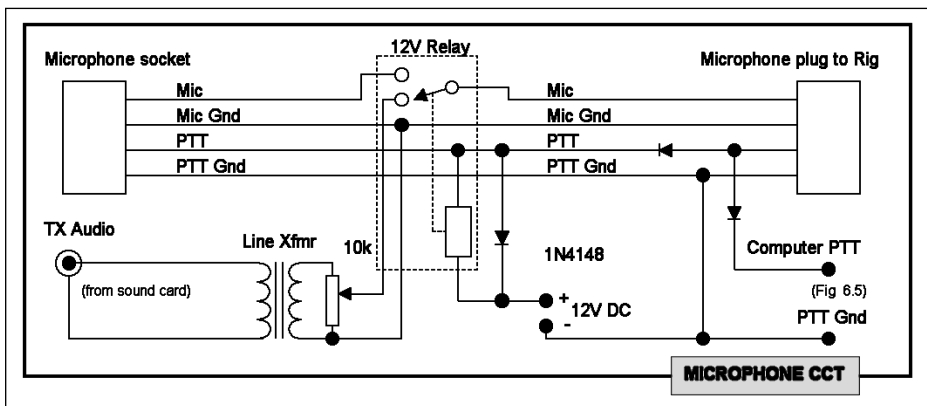 12V Relay
Microphone socket
Microphone plug to Rig
Mic
Mic
Mic Gnd
Mic Gnd
PTT
PTT
PTT Gnd
PTT Gnd
TX Audio
Line Xfmr
10k
1N4148
Computer PTT
(from sound card)
(Fig 6.5)
+
12V DC
-
PTT Gnd
MICROPHONE CCT